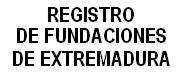 REGISTRO
DE FUNDACIONES
DE EXTREMADURA